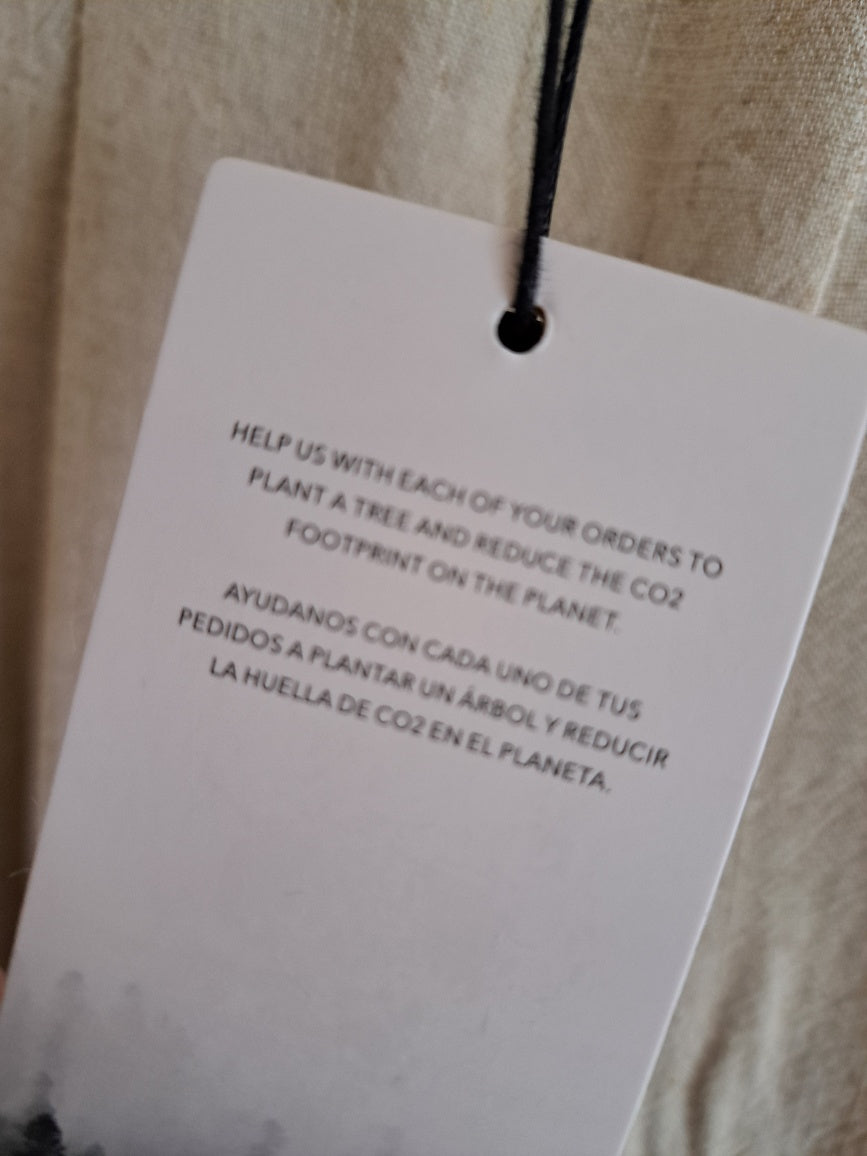 HELP US WITH EACH OF YOUR ORDERS TO
PLANT A TREE AND REDUCE THE CO2
FOOTPRINT ON THE PLANET.
AYUDANOS CON CADA UNO DE TUS
PEDIDOS A PLANTAR UN ÁRBOL Y REDUCIR
LA HUELLA DE CO2 EN EL PLANETA.